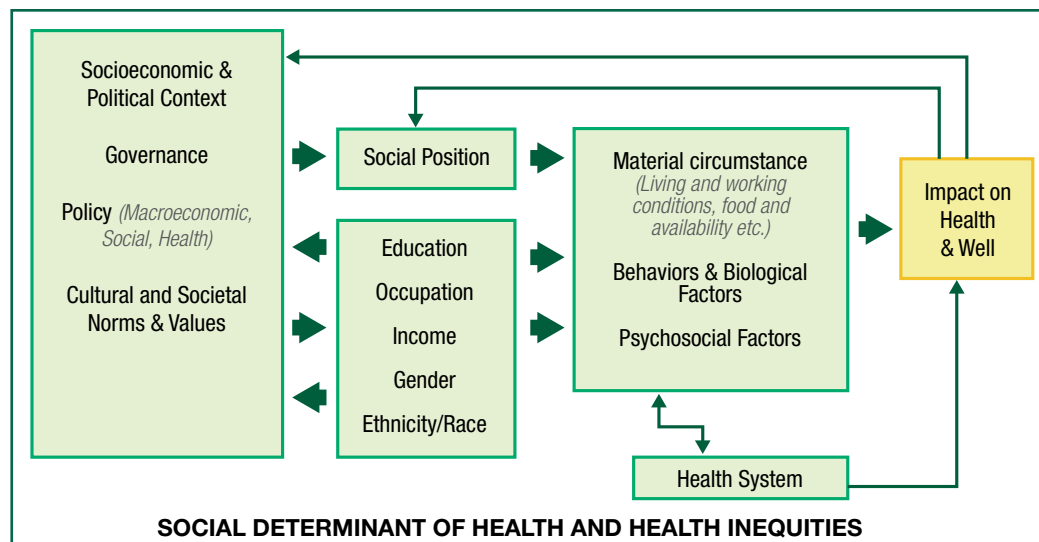 Socioeconomic &
Political Context
Governance
Policy (Macroeconomic,
Social, Health)
Cultural and Societal
Norms & Values
Social Position
Education
Occupation
Income
Gender
Ethnicity/Race
Material circumstance
(Living and working
conditions, food and
availability etc.)
Behaviors & Biological
Factors
Psychosocial Factors
Health System
Impact on
Health
& Well
SOCIAL DETERMINANT OF HEALTH AND HEALTH INEQUITIES